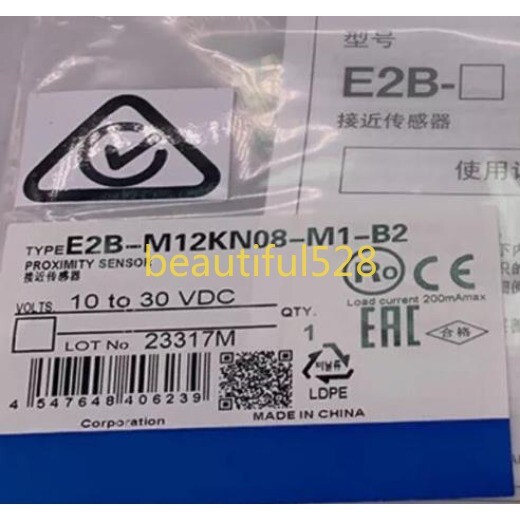 型号
E2B-□
接近传感器
使用
TYPE E2B-M12KN08-M1-B2
PROXIMITY SENSOR
接近传感器
beautiful528
VOLTS. 10 to 30 VDC
Load current 200mAmax
QTY.
1
LOT No 23317M
EAC
合格
CE
4 547648 406239
LDPE
Corporation
MADE IN CHINA